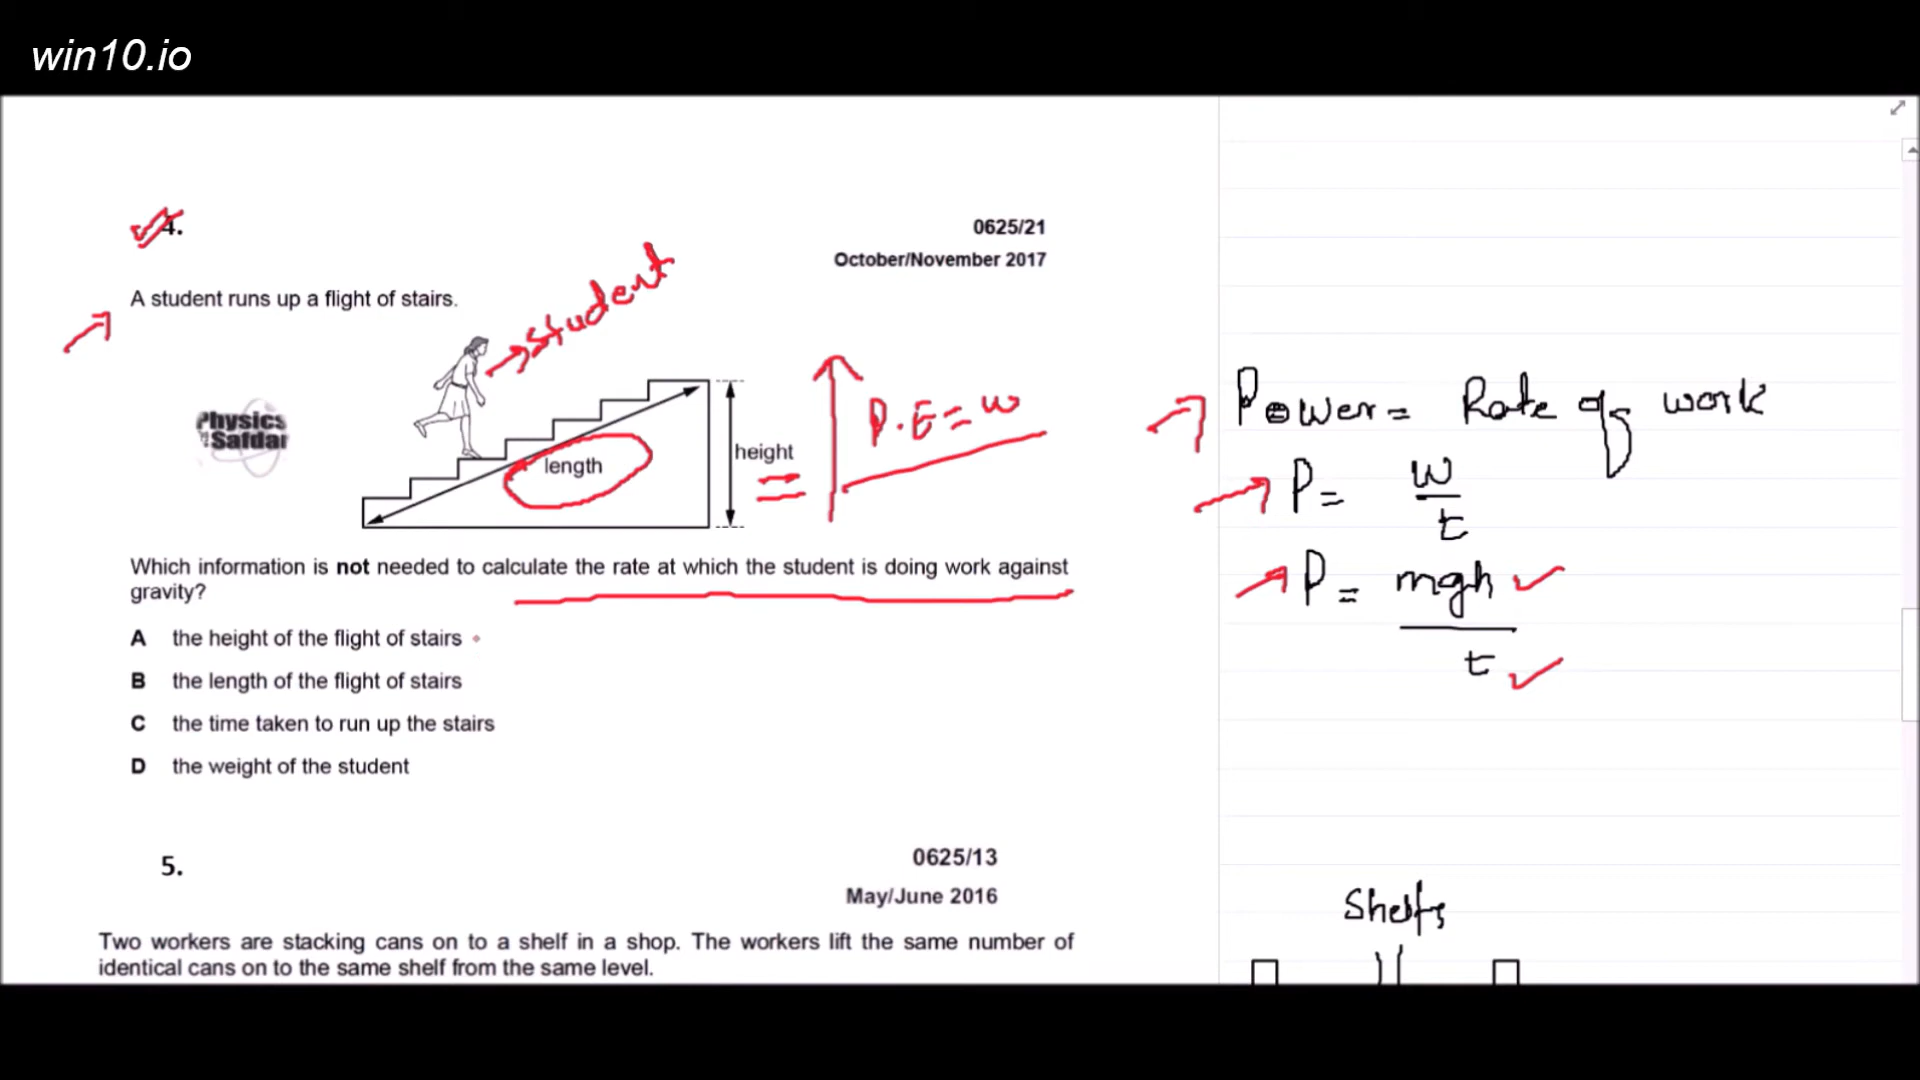 win10.io
4.
0625/21
October/November 2017
A student runs up a flight of stairs.
student
Physics
Safdar
length
height
P.E = w
Which information is not needed to calculate the rate at which the student is doing work against
gravity?
A the height of the flight of stairs
B the length of the flight of stairs
C the time taken to run up the stairs
D the weight of the student
5.
0625/13
May/June 2016
Two workers are stacking cans on to a shelf in a shop. The workers lift the same number of
identical cans on to the same shelf from the same level.
Power = Rate of work
P = w
t
P = mgh
t